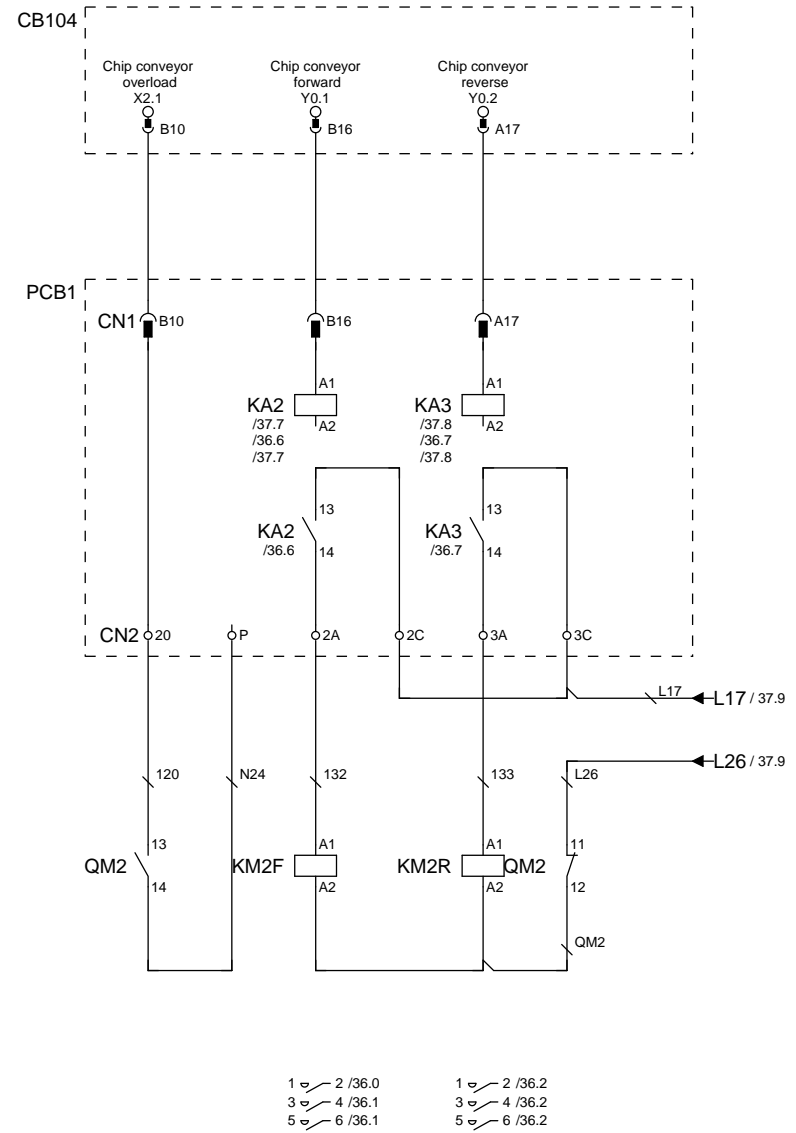 CB104
Chip conveyor
overload
X2.1
Chip conveyor
forward
Y0.1
Chip conveyor
reverse
Y0.2
B10
B16
A17
PCB1
CN1
B10
B16
A17
A1
KA2
A2
/37.7
/36.6
/37.7
A1
KA3
A2
/37.8
/36.7
/37.8
13
KA2
/36.6
14
13
KA3
/36.7
14
CN2
20
P
2A
2C
3A
3C
L17
L17 / 37.9
L26 / 37.9
120
N24
132
133
L26
13
QM2
14
A1
KM2F
A2
A1
KM2R
A2
11
QM2
12
QM2
1 2 /36.0
3 4 /36.1
5 6 /36.1
1 2 /36.2
3 4 /36.2
5 6 /36.2